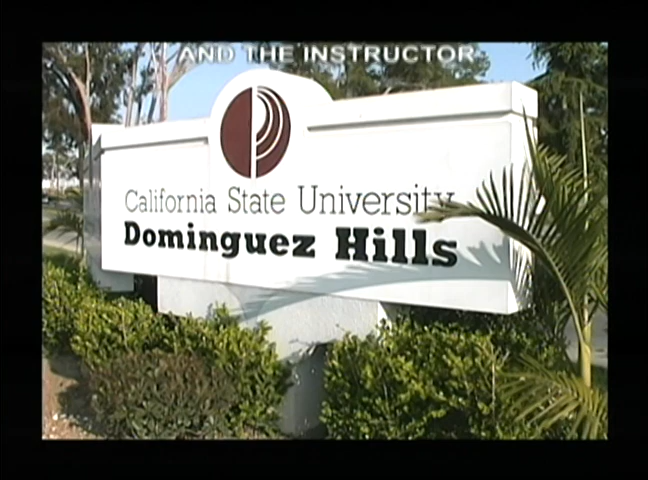 AND THE INSTRUCTOR
California State University
Dominguez Hills